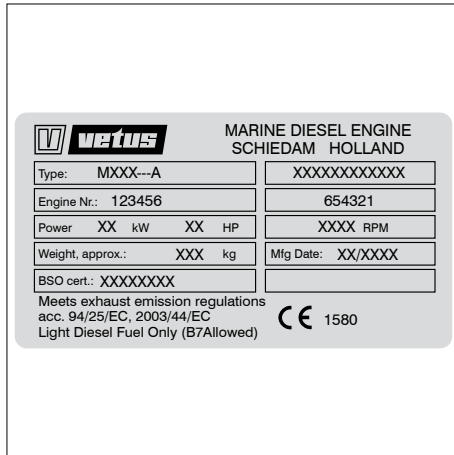 V vetus MARINE DIESEL ENGINE
SCHIEDAM HOLLAND
Type: MXXX---A XXXXXXXXXXXX
Engine Nr.: 123456 654321
Power XX kW XX HP XXXX RPM
Weight, approx.: XXX kg Mfg Date: XX/XXXX
BSO cert.: XXXXXXXX
Meets exhaust emission regulations
acc. 94/25/EC, 2003/44/EC
Light Diesel Fuel Only (B7Allowed)
CE 1580